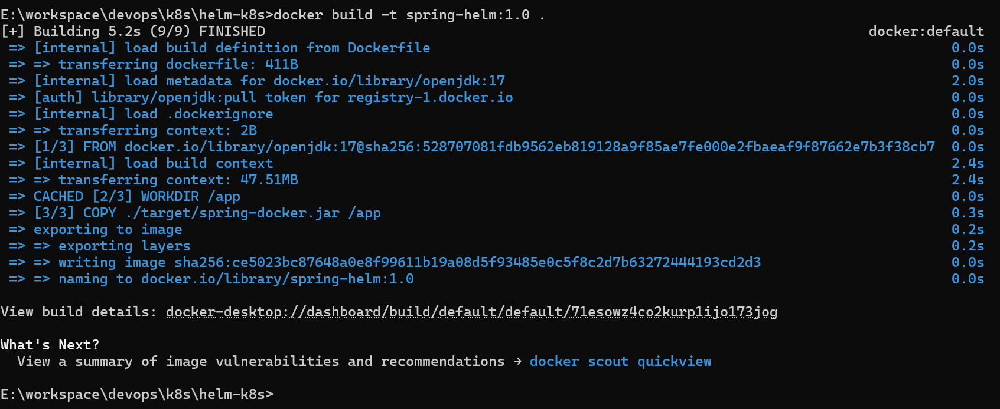 E:\workspace\devops\k8s\helm-k8s>docker build -t spring-helm:1.0 .
[+] Building 5.2s (9/9) FINISHED docker:default
=> [internal] load build definition from Dockerfile 0.0s
=> => transferring dockerfile: 411B 0.0s
=> [internal] load metadata for docker.io/library/openjdk:17 2.0s
=> [auth] library/openjdk:pull token for registry-1.docker.io 0.0s
=> [internal] load .dockerignore 0.0s
=> => transferring context: 2B 0.0s
=> [1/3] FROM docker.io/library/openjdk:17@sha256:528707081fdb9562eb819128a9f85ae7fe000e2fbaeaf9f87662e7b3f38cb7 0.0s
=> [internal] load build context 2.4s
=> => transferring context: 47.51MB 2.4s
=> CACHED [2/3] WORKDIR /app 0.0s
=> [3/3] COPY ./target/spring-docker.jar /app 0.3s
=> exporting to image 0.2s
=> => exporting layers 0.2s
=> => writing image sha256:ce5023bc87648a0e8f99611b19a08d5f93485e0c5f8c2d7b63272444193cd2d3 0.0s
=> => naming to docker.io/library/spring-helm:1.0 0.0s
View build details: docker-desktop://dashboard/build/default/default/71esowz4co2kurp1ijo173jog
What's Next?
View a summary of image vulnerabilities and recommendations → docker scout quickview
E:\workspace\devops\k8s\helm-k8s>